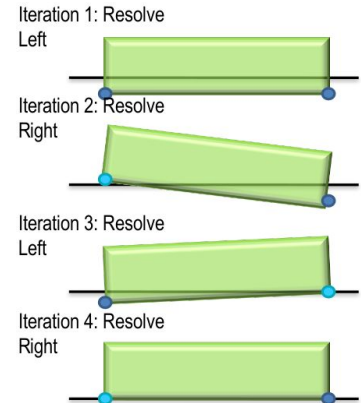 Iteration 1: Resolve
Left
Iteration 2: Resolve
Right
Iteration 3: Resolve
Left
Iteration 4: Resolve
Right